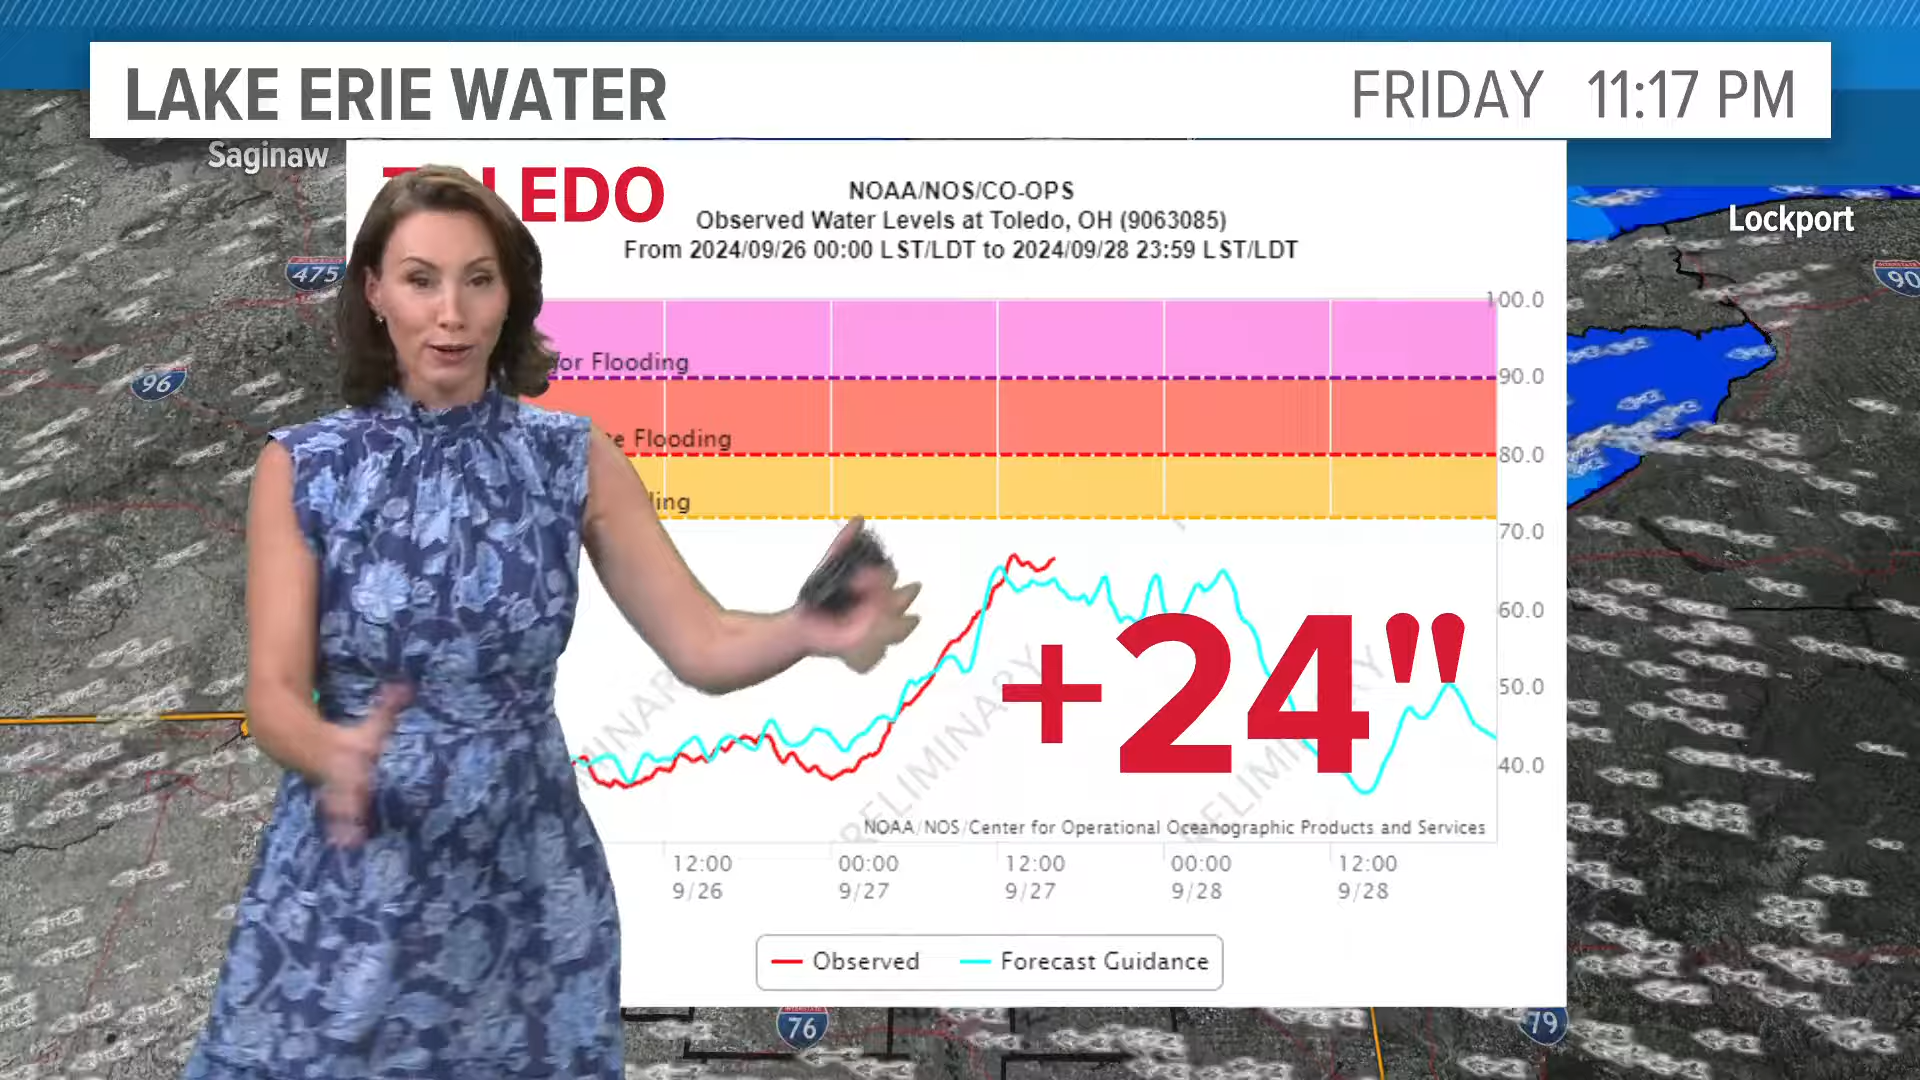 LAKE ERIE WATER
FRIDAY 11:17 PM
Saginaw
LEDO
NOAA/NOS/CO-OPS
Observed Water Levels at Toledo, OH (9063085)
From 2024/09/26 00:00 LST/LDT to 2024/09/28 23:59 LST/LDT
Lockport
475
90
96
100.0
Flooding
90.0
Flooding
80.0
70.0
60.0
+24"
50.0
40.0
PRELIMINARY
NOAA/NOS/Center for Operational Oceanographic Products and Services
12:00 00:00 12:00 00:00 12:00
9/26 9/27 9/27 9/28 9/28
Observed Forecast Guidance
76
79